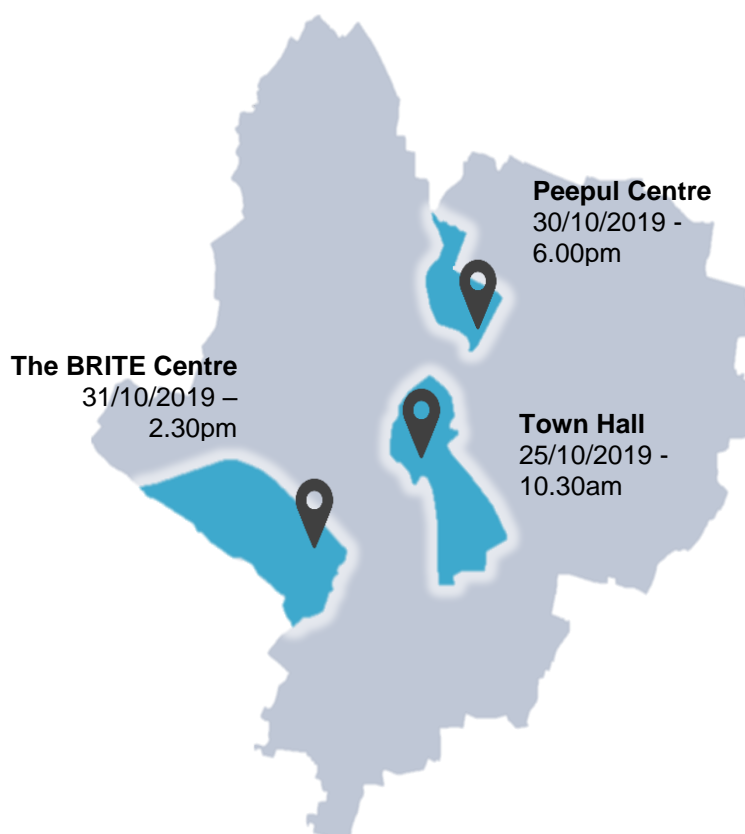 Peepul Centre
30/10/2019 -
6.00pm
The BRITE Centre
31/10/2019 –
2.30pm
Town Hall
25/10/2019 -
10.30am